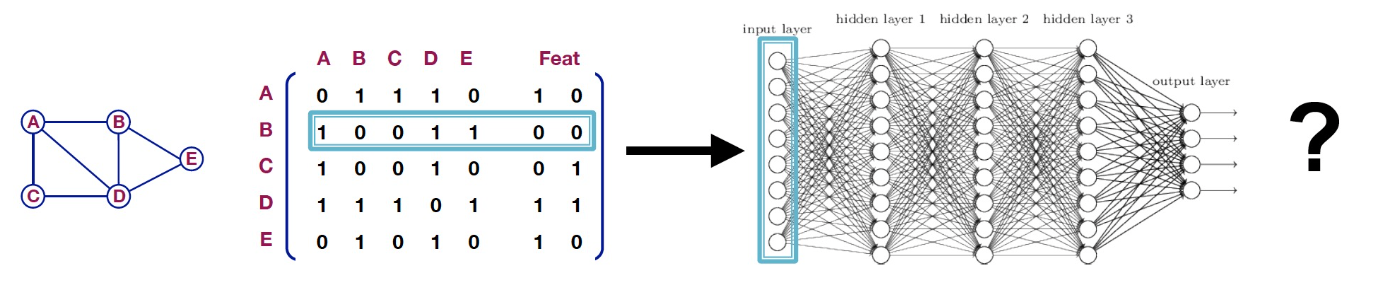 A B
E
C D
A B C D E Feat
A 0 1 1 1 0 1 0
B 1 0 0 1 1 0 0
C 1 0 0 1 0 0 1
D 1 1 1 0 1 1 1
E 0 1 0 1 0 1 0
input layer
hidden layer 1 hidden layer 2 hidden layer 3
output layer
?